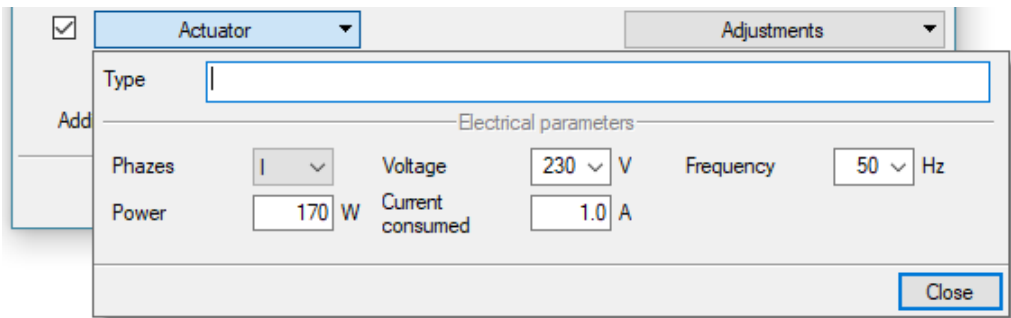 Actuator Adjustments
Type
Add
Electrical parameters
Phazes I Voltage 230 V Frequency 50 Hz
Power 170 W Current consumed 1.0 A
Close